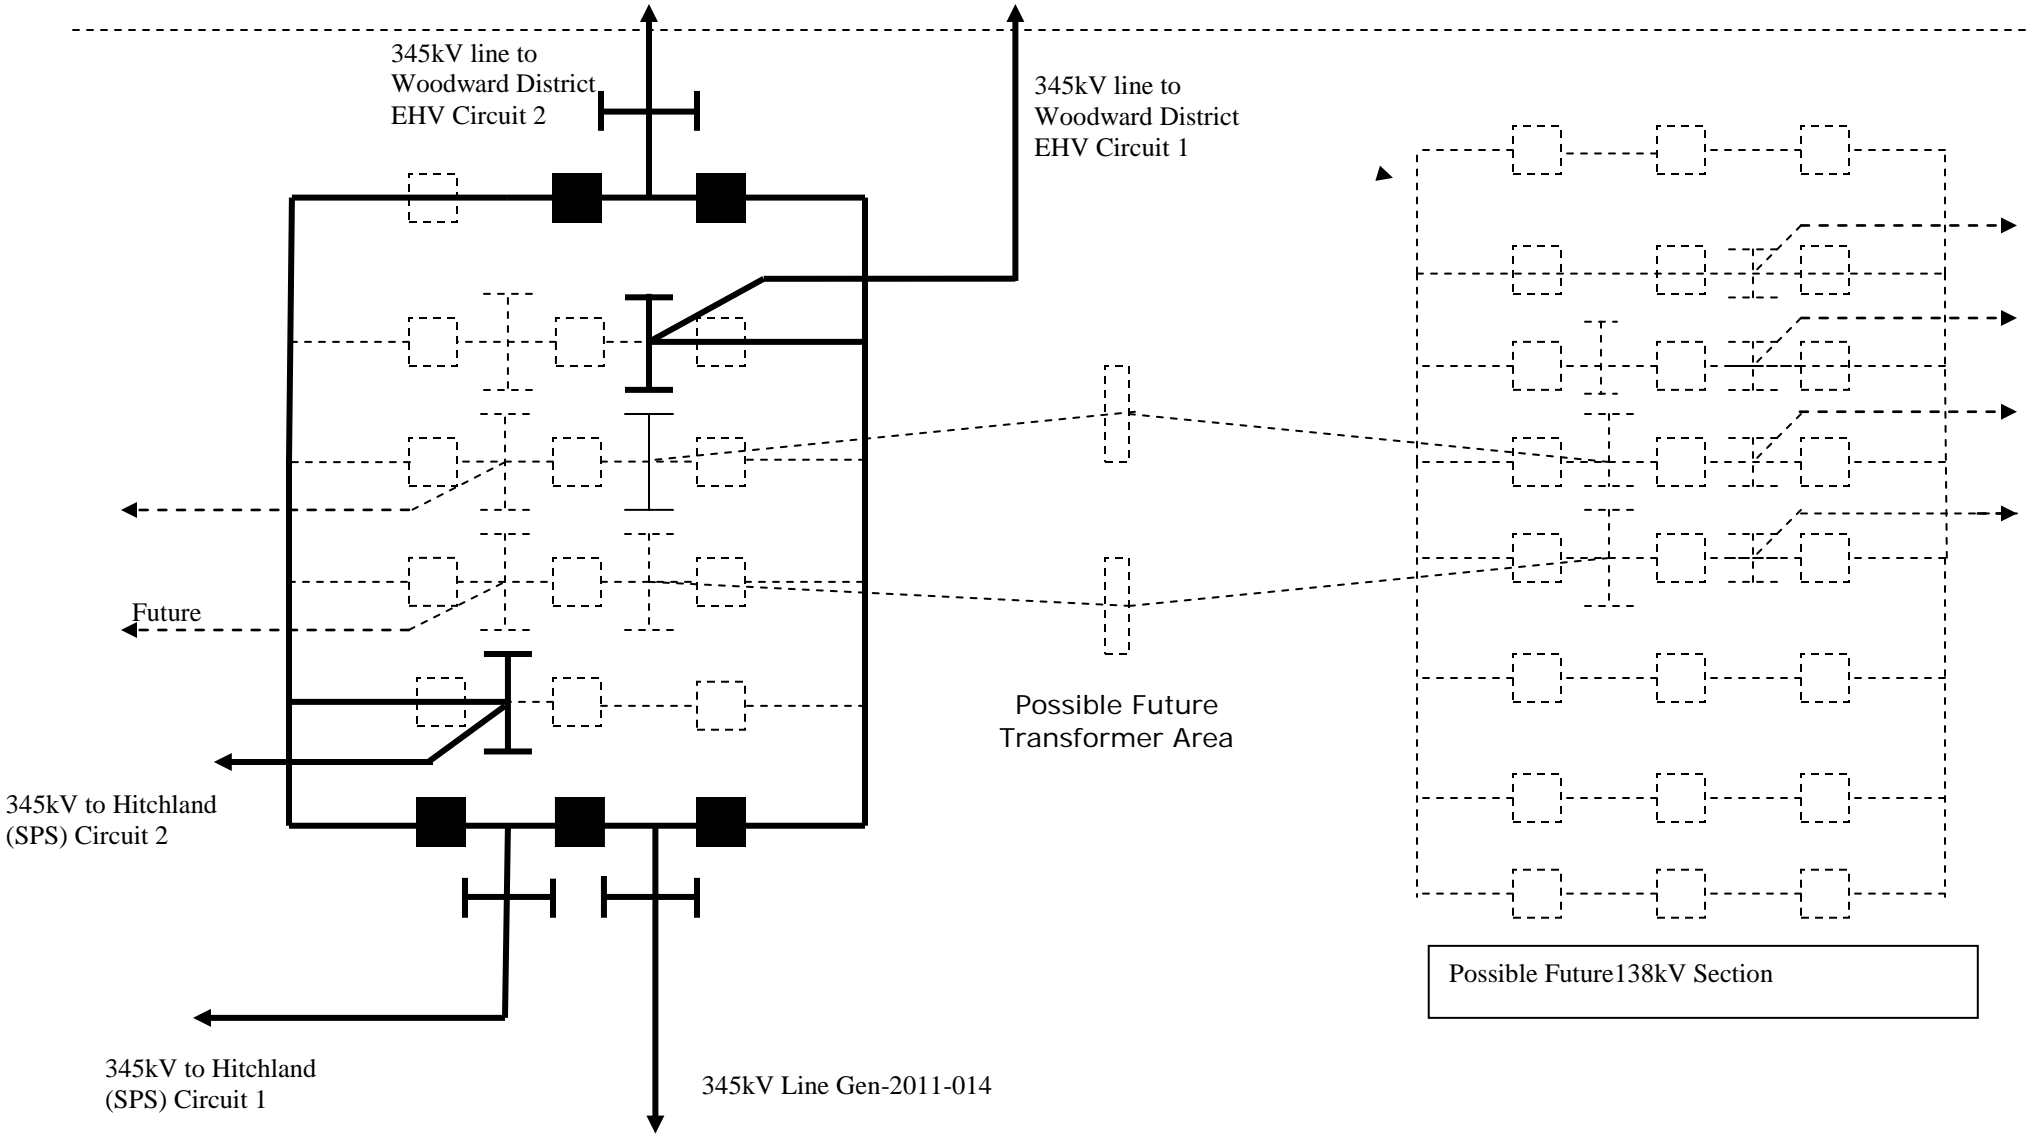 345kV line to
Woodward District
EHV Circuit 2
345kV line to
Woodward District
EHV Circuit 1
Future
Possible Future
Transformer Area
345kV to Hitchland
(SPS) Circuit 2
Possible Future138kV Section
345kV to Hitchland
(SPS) Circuit 1
345kV Line Gen-2011-014